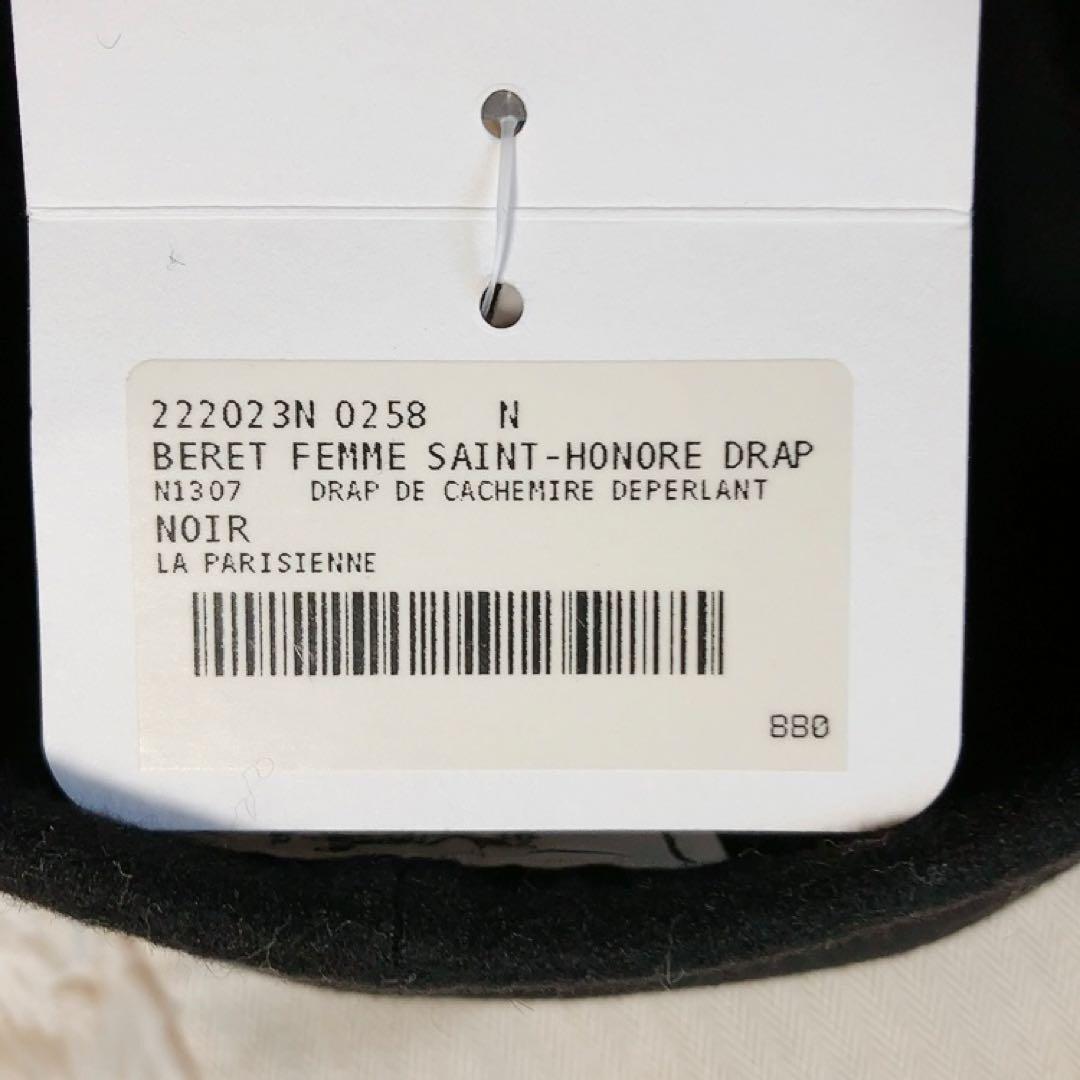 222023N 0258 N
BERET FEMME SAINT-HONORE DRAP
N1307 DRAP DE CACHEMIRE DEPERLANT
NOIR
LA PARISIENNE
880